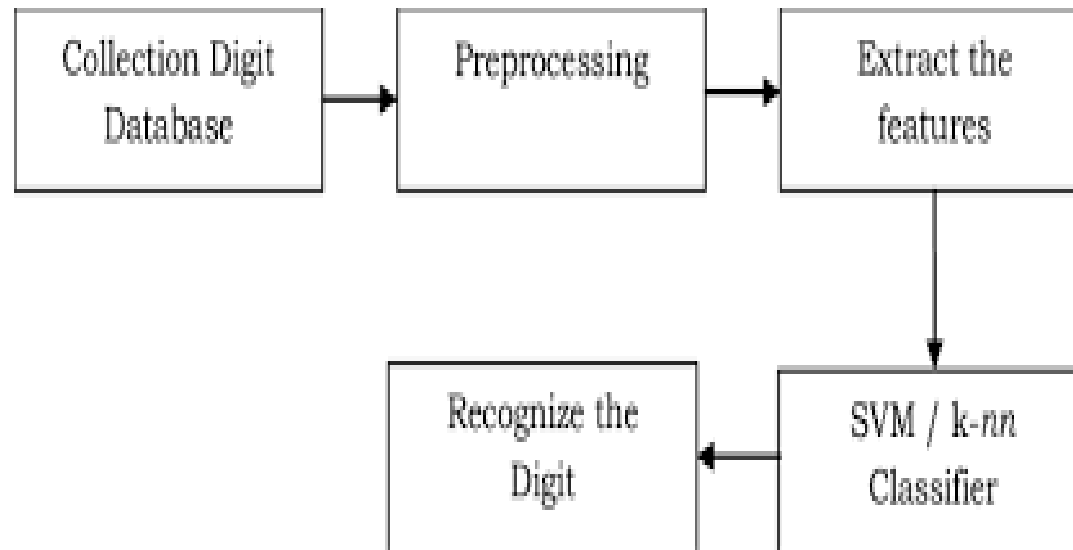 Collection Digit
Database
Preprocessing
Extract the
features
SVM / k-nn
Classifier
Recognize the
Digit